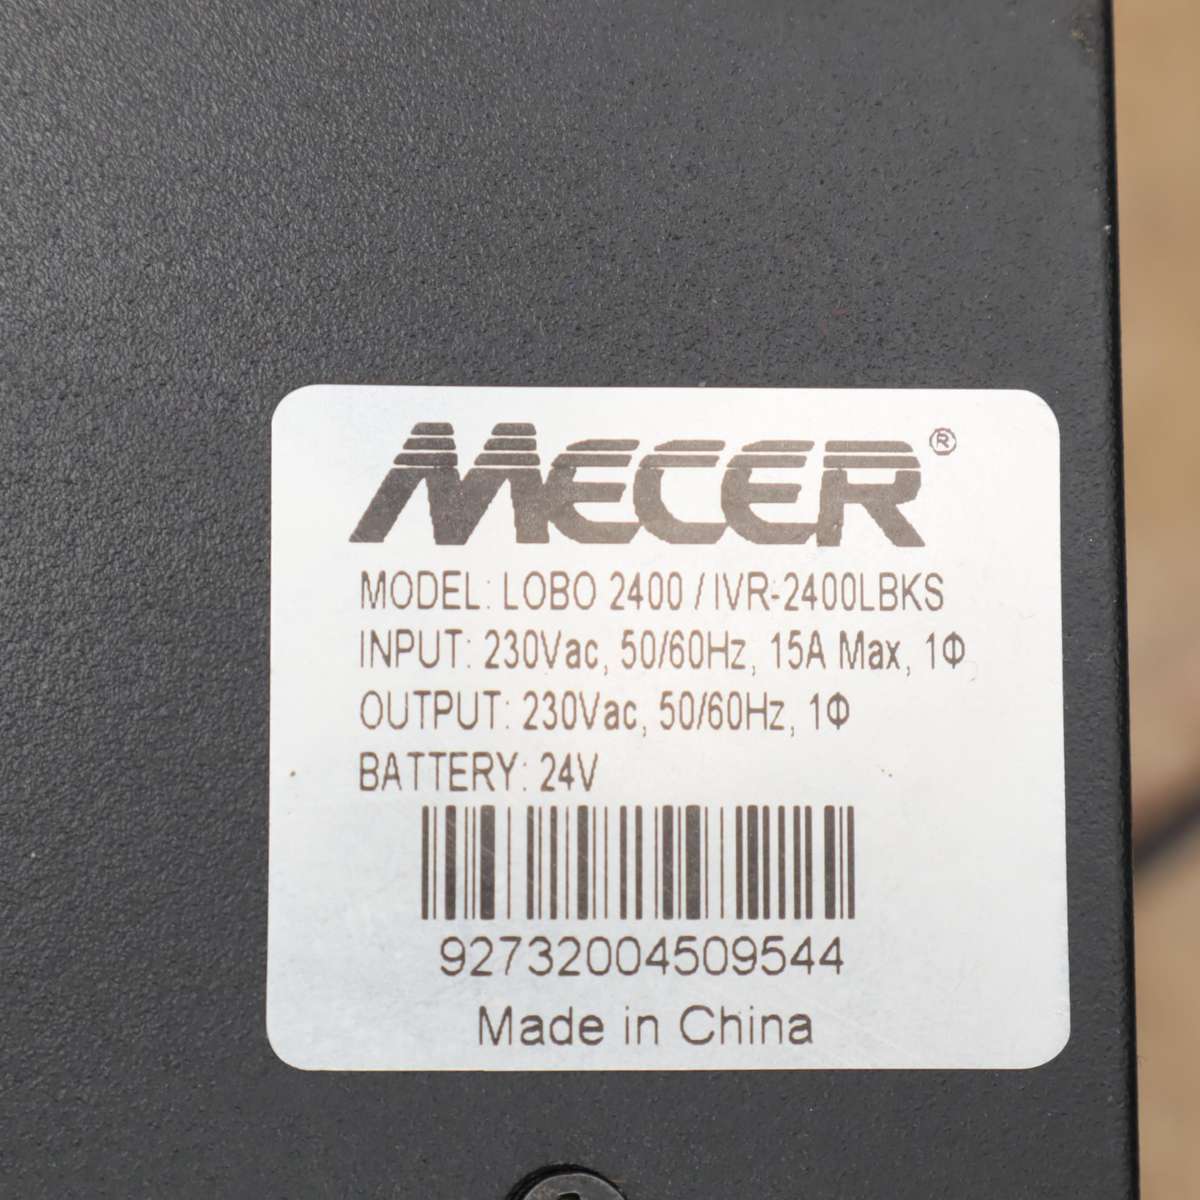 MECER®
MODEL: LOBO 2400 / IVR-2400LBKS
INPUT: 230Vac, 50/60Hz, 15A Max, 1Φ
OUTPUT: 230Vac, 50/60Hz, 1Φ
BATTERY: 24V
92732004509544
Made in China